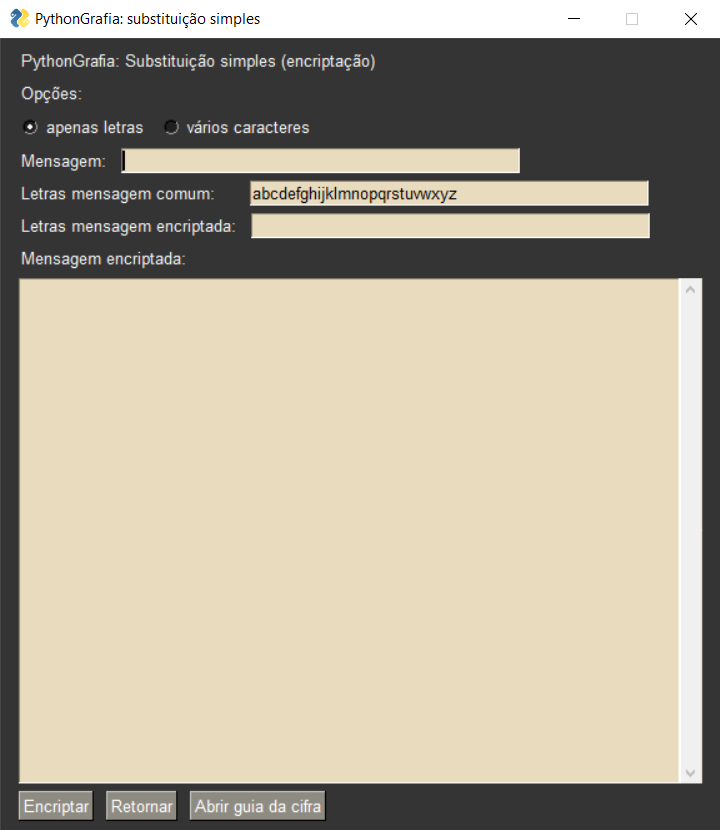 PythonGrafia: substituição simples
PythonGrafia: Substituição simples (encriptação)
Opções:
apenas letras vários caracteres
Mensagem:
Letras mensagem comum: abcdefghijklmnopqrstuvwxyz
Letras mensagem encriptada:
Mensagem encriptada:
Encriptar Retornar Abrir guia da cifra